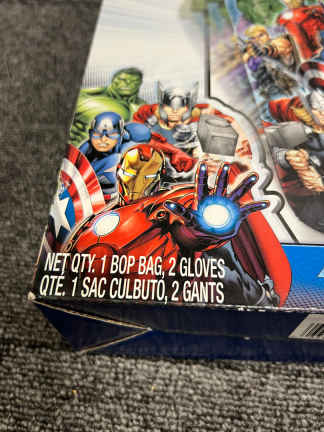 NET QTY. 1 BOP BAG, 2 GLOVES
QTÉ. 1 SAC CULBUTO, 2 GANTS